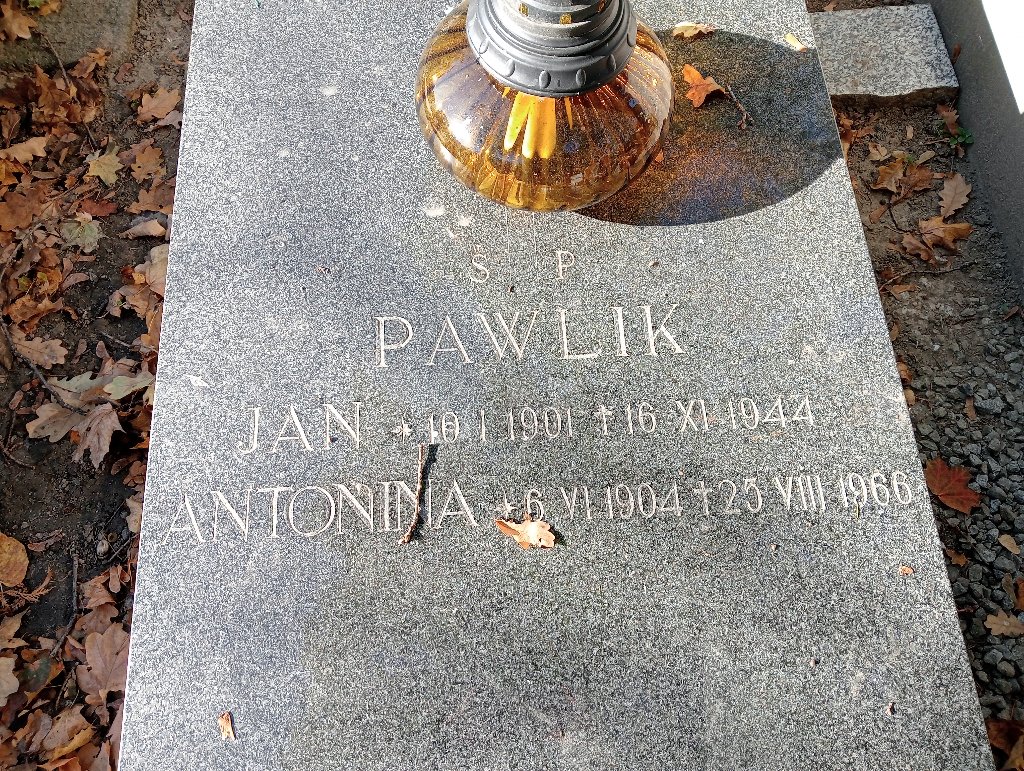 S P
PAWLIK
JAN * 10 I 1901 † 16 XI 1944
ANTONINA * 6 VI 1904 † 25 VIII 1966